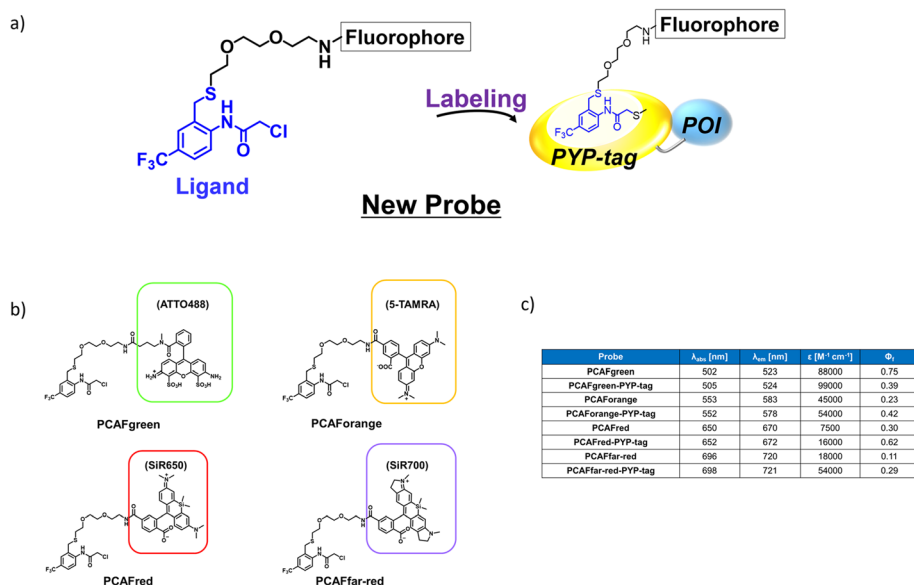 a)
Fluorophore
O
O
N
H
S
H
N
Cl
O
F₃C
Ligand
Labeling
Fluorophore
O
O
N
H
S
H
N
S
O
F₃C
PYP-tag
POI
New Probe
b)
(ATTO488)
PCAFgreen
(5-TAMRA)
PCAForange
(SiR650)
PCAFred
(SiR700)
PCAFfar-red
c)
Probe λabs [nm] λem [nm] ε [M⁻¹ cm⁻¹] Φf
PCAFgreen 502 523 88000 0.75
PCAFgreen-PYP-tag 505 524 99000 0.39
PCAForange 553 583 45000 0.23
PCAForange-PYP-tag 552 578 54000 0.42
PCAFred 650 670 7500 0.30
PCAFred-PYP-tag 652 672 16000 0.62
PCAFfar-red 696 720 18000 0.11
PCAFfar-red-PYP-tag 698 721 54000 0.29